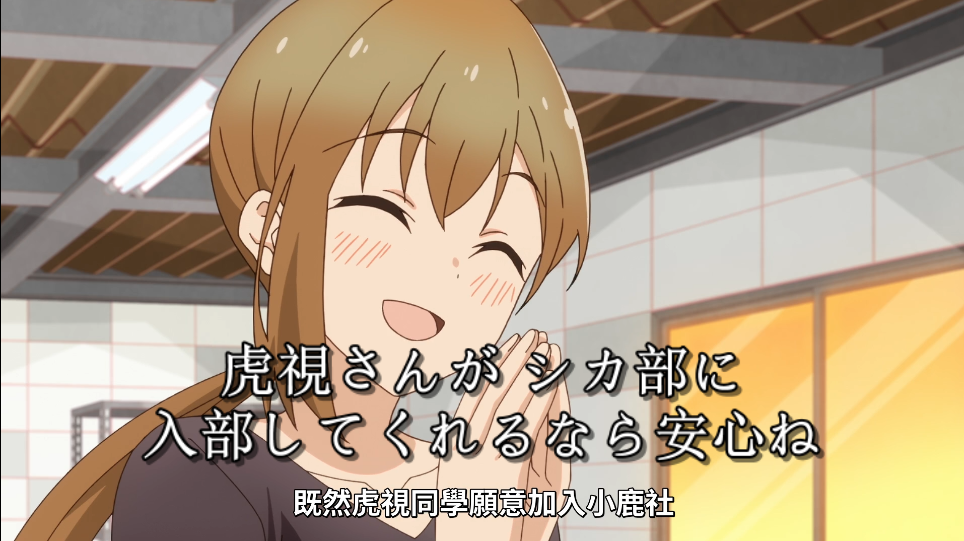 虎視さんが シカ部に
入部してくれるなら安心ね
既然虎視同學願意加入小鹿社